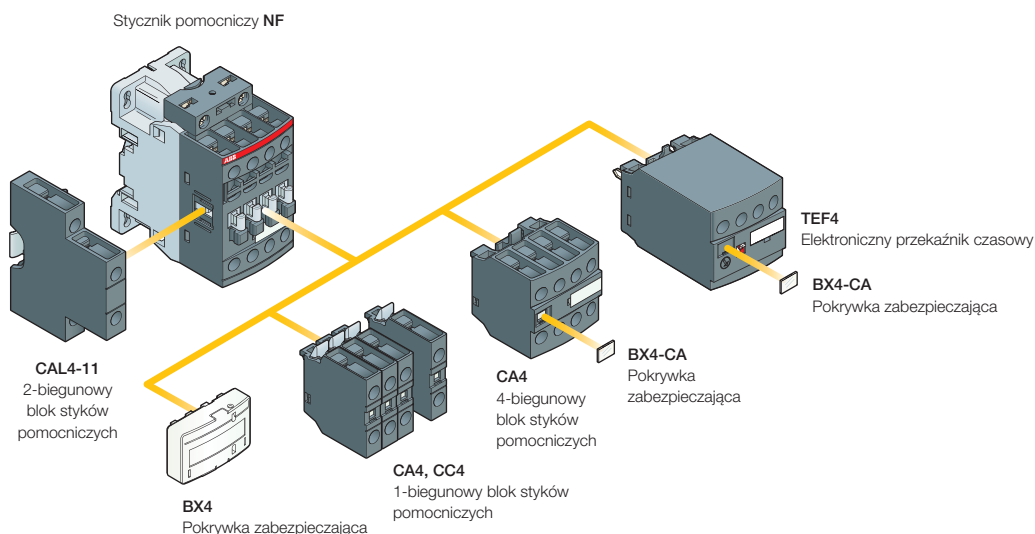 Stycznik pomocniczy NF
ABB
TEF4
Elektroniczny przekaźnik czasowy
BX4-CA
Pokrywka zabezpieczająca
CAL4-11
2-biegunowy
blok styków
pomocniczych
BX4
Pokrywka zabezpieczająca
CA4, CC4
1-biegunowy blok styków
pomocniczych
CA4
4-biegunowy
blok styków
pomocniczych
BX4-CA
Pokrywka
zabezpieczająca